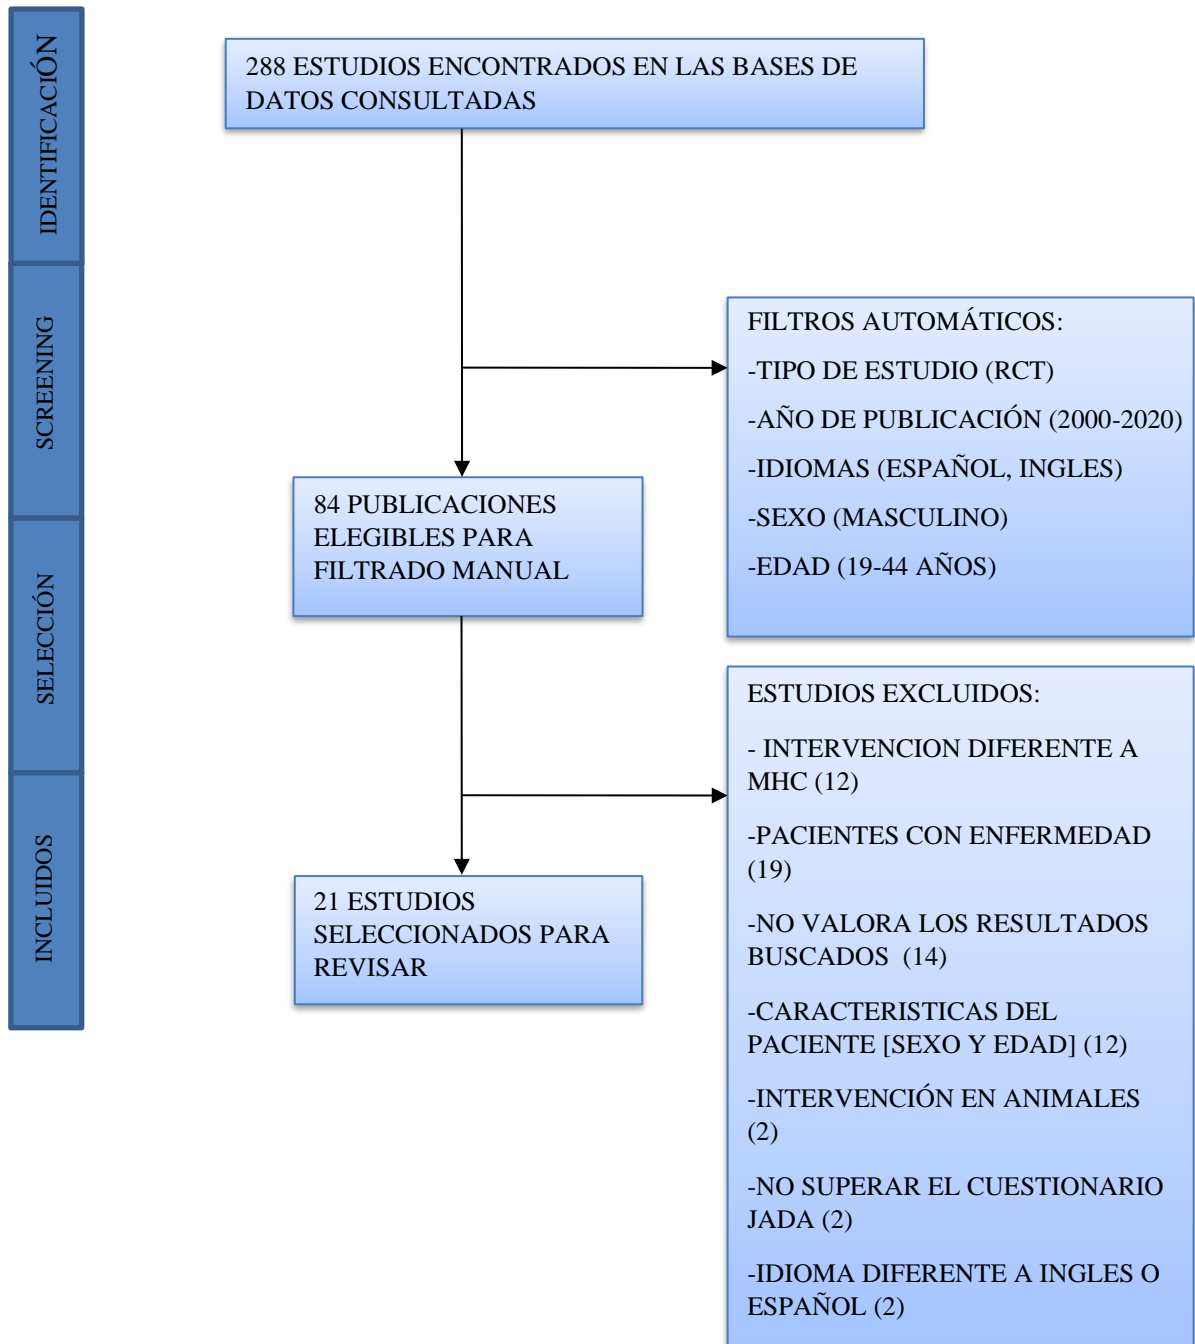 IDENTIFICACIÓN
SCREENING
SELECCIÓN
INCLUIDOS
288 ESTUDIOS ENCONTRADOS EN LAS BASES DE
DATOS CONSULTADAS
FILTROS AUTOMÁTICOS:
-TIPO DE ESTUDIO (RCT)
-AÑO DE PUBLICACIÓN (2000-2020)
-IDIOMAS (ESPAÑOL, INGLES)
-SEXO (MASCULINO)
-EDAD (19-44 AÑOS)
84 PUBLICACIONES
ELEGIBLES PARA
FILTRADO MANUAL
ESTUDIOS EXCLUIDOS:
- INTERVENCION DIFERENTE A
MHC (12)
-PACIENTES CON ENFERMEDAD
(19)
-NO VALORA LOS RESULTADOS
BUSCADOS (14)
-CARACTERISTICAS DEL
PACIENTE [SEXO Y EDAD] (12)
-INTERVENCIÓN EN ANIMALES
(2)
-NO SUPERAR EL CUESTIONARIO
JADA (2)
-IDIOMA DIFERENTE A INGLES O
ESPAÑOL (2)
21 ESTUDIOS
SELECCIONADOS PARA
REVISAR